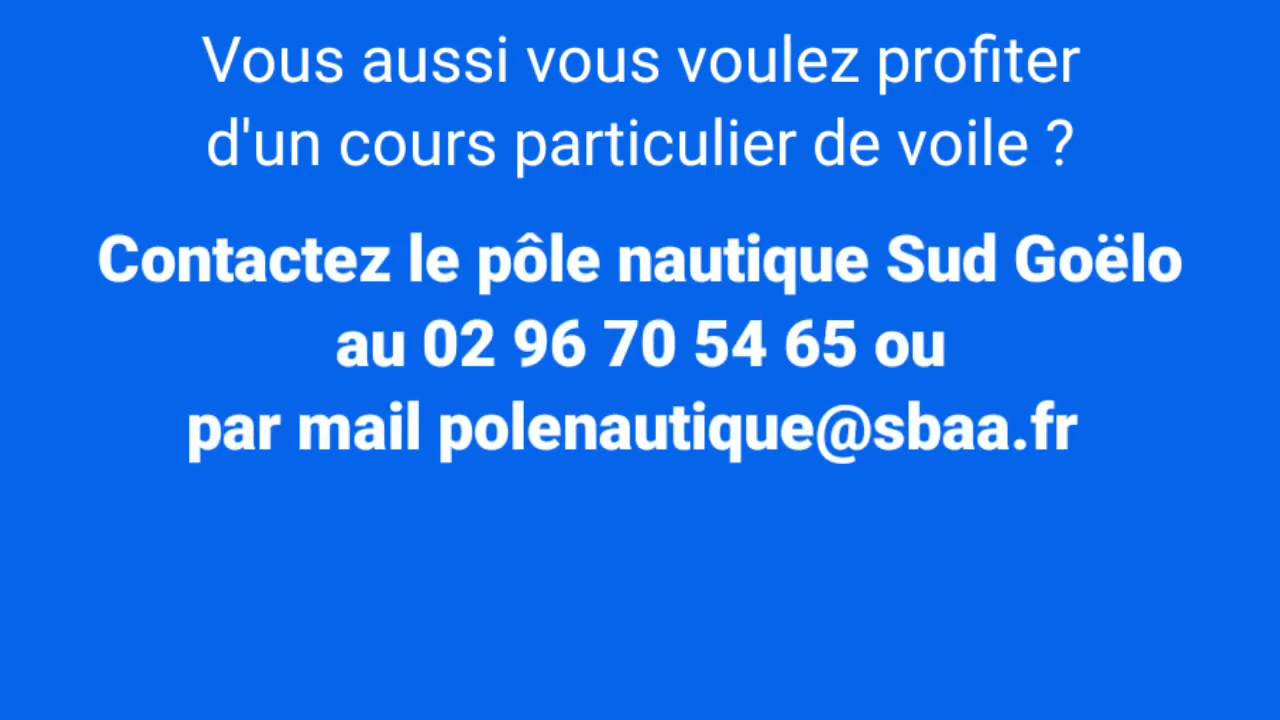 Vous aussi vous voulez profiter
d'un cours particulier de voile ?
Contactez le pôle nautique Sud Goëlo
au 02 96 70 54 65 ou
par mail polenautique@sbaa.fr